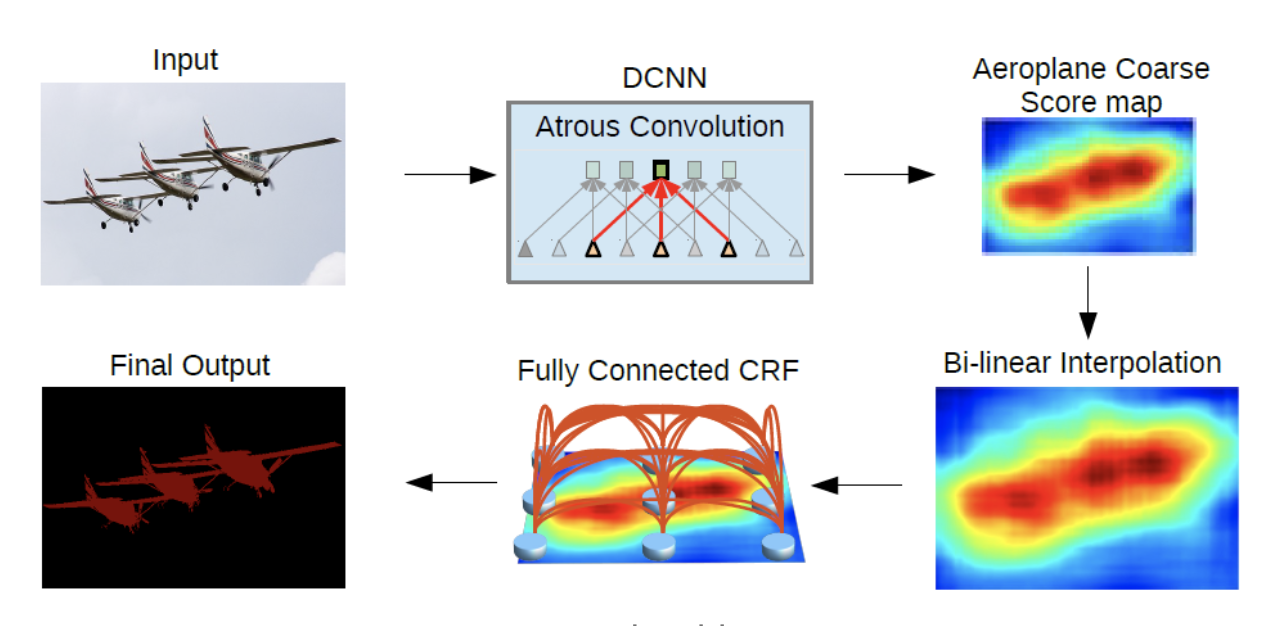 Input
DCNN
Atrous Convolution
Aeroplane Coarse
Score map
Bi-linear Interpolation
Fully Connected CRF
Final Output